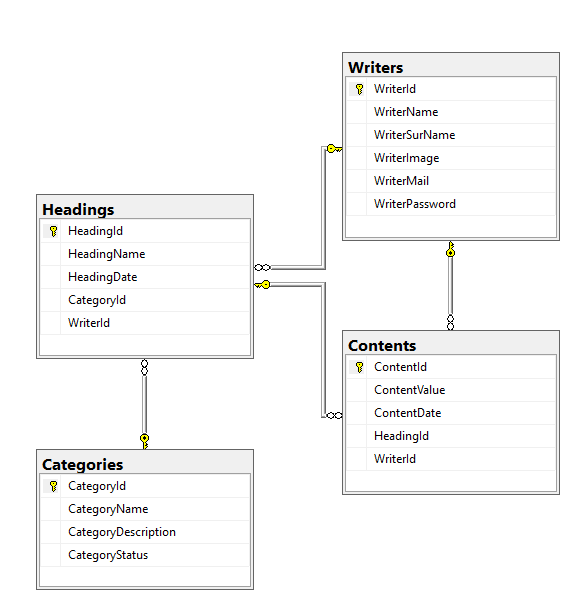 Writers
WriterId
WriterName
WriterSurName
WriterImage
WriterMail
WriterPassword
Headings
HeadingId
HeadingName
HeadingDate
CategoryId
WriterId
Contents
ContentId
ContentValue
ContentDate
HeadingId
WriterId
Categories
CategoryId
CategoryName
CategoryDescription
CategoryStatus